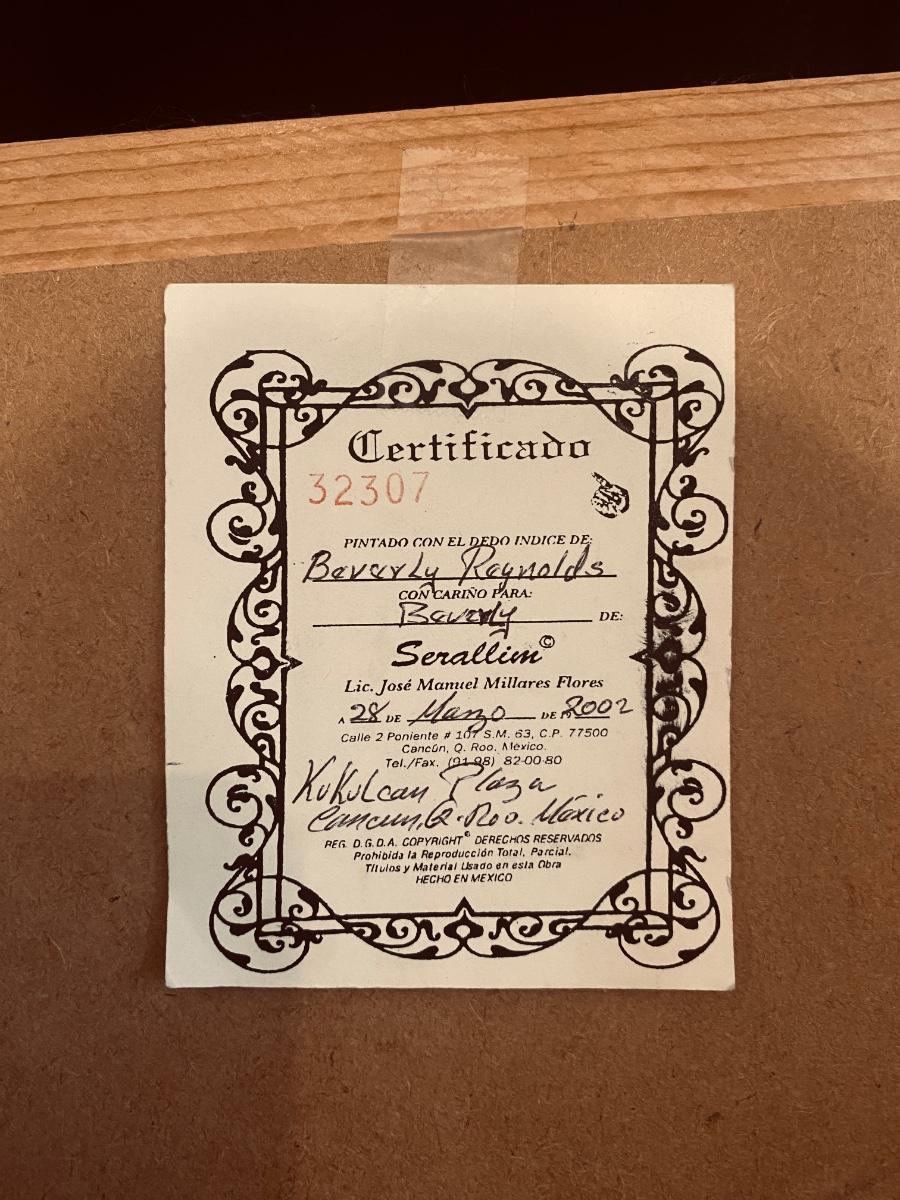 Certificado
32307
PINTADO CON EL DEDO INDICE DE:
Beverly Reynolds
CON CARIÑO PARA:
Beverly DE:
Serallim©
Lic. José Manuel Millares Flores
A 28 DE Marzo DE 19 2002
Calle 2 Poniente # 107 S.M. 63, C.P. 77500
Cancún, Q. Roo. México.
Tel./Fax. (91-98) 82-00-80
KuKulcan Plaza
Cancun, Q. Roo. México
REG. D.G.D.A. COPYRIGHT© DERECHOS RESERVADOS
Prohibida la Reproducción Total, Parcial,
Títulos y Material Usado en esta Obra
HECHO EN MEXICO